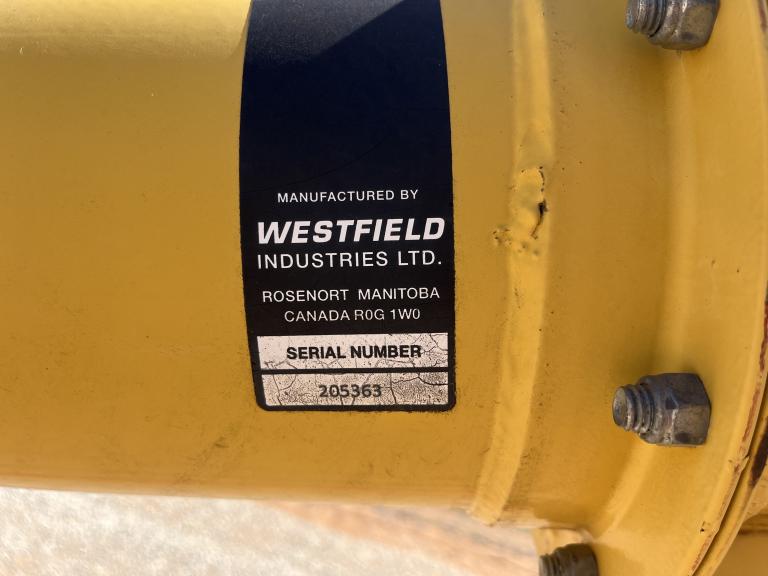 MANUFACTURED BY
WESTFIELD
INDUSTRIES LTD.
ROSENORT MANITOBA
CANADA R0G 1W0
SERIAL NUMBER
205363